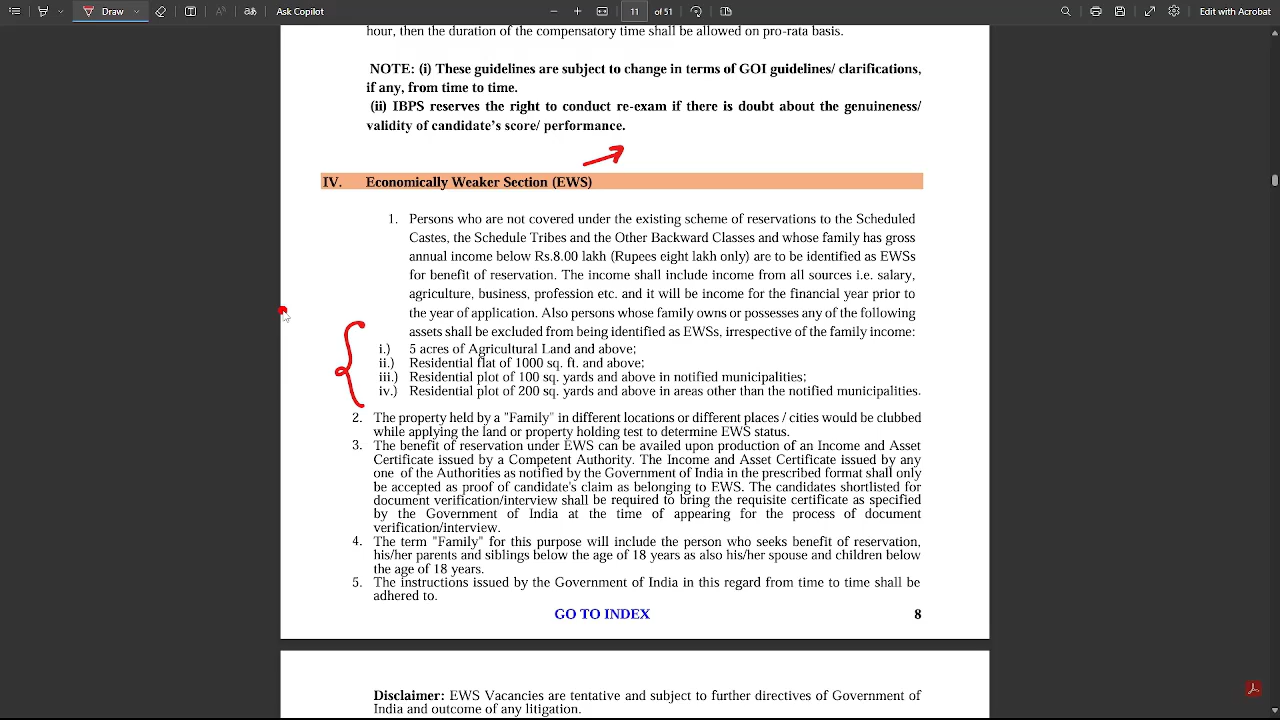 Draw
Ask Copilot
11 of 51
Edit with Acrobat
hour, then the duration of the compensatory time shall be allowed on pro-rata basis.
NOTE: (i) These guidelines are subject to change in terms of GOI guidelines/ clarifications,
if any, from time to time.
(ii) IBPS reserves the right to conduct re-exam if there is doubt about the genuineness/
validity of candidate's score/ performance.
IV. Economically Weaker Section (EWS)
1. Persons who are not covered under the existing scheme of reservations to the Scheduled
Castes, the Schedule Tribes and the Other Backward Classes and whose family has gross
annual income below Rs.8.00 lakh (Rupees eight lakh only) are to be identified as EWSs
for benefit of reservation. The income shall include income from all sources i.e. salary,
agriculture, business, profession etc. and it will be income for the financial year prior to
the year of application. Also persons whose family owns or possesses any of the following
assets shall be excluded from being identified as EWSs, irrespective of the family income:
i.) 5 acres of Agricultural Land and above;
ii.) Residential flat of 1000 sq. ft. and above;
iii.) Residential plot of 100 sq. yards and above in notified municipalities;
iv.) Residential plot of 200 sq. yards and above in areas other than the notified municipalities.
2. The property held by a "Family" in different locations or different places / cities would be clubbed
while applying the land or property holding test to determine EWS status.
3. The benefit of reservation under EWS can be availed upon production of an Income and Asset
Certificate issued by a Competent Authority. The Income and Asset Certificate issued by any
one of the Authorities as notified by the Government of India in the prescribed format shall only
be accepted as proof of candidate's claim as belonging to EWS. The candidates shortlisted for
document verification/interview shall be required to bring the requisite certificate as specified
by the Government of India at the time of appearing for the process of document
verification/interview.
4. The term "Family" for this purpose will include the person who seeks benefit of reservation,
his/her parents and siblings below the age of 18 years as also his/her spouse and children below
the age of 18 years.
5. The instructions issued by the Government of India in this regard from time to time shall be
adhered to.
GO TO INDEX 8
Disclaimer: EWS Vacancies are tentative and subject to further directives of Government of
India and outcome of any litigation.